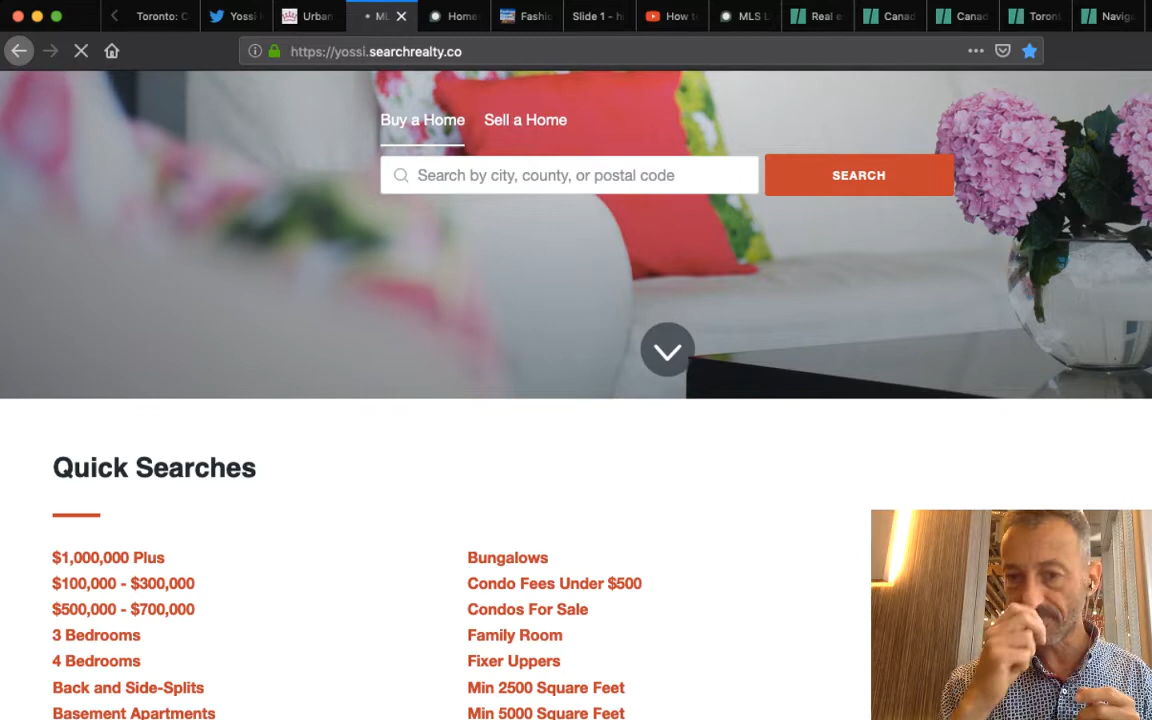 Toronto: C
Yossi
Urban
ML
Home
Fashio
Slide 1 - h
How t
MLS L
Real e
Canad
Canad
Toron
Naviga
https://yossi.searchrealty.co
Buy a Home Sell a Home
Search by city, county, or postal code
SEARCH
Quick Searches
$1,000,000 Plus
$100,000 - $300,000
$500,000 - $700,000
3 Bedrooms
4 Bedrooms
Back and Side-Splits
Basement Apartments
Bungalows
Condo Fees Under $500
Condos For Sale
Family Room
Fixer Uppers
Min 2500 Square Feet
Min 5000 Square Feet